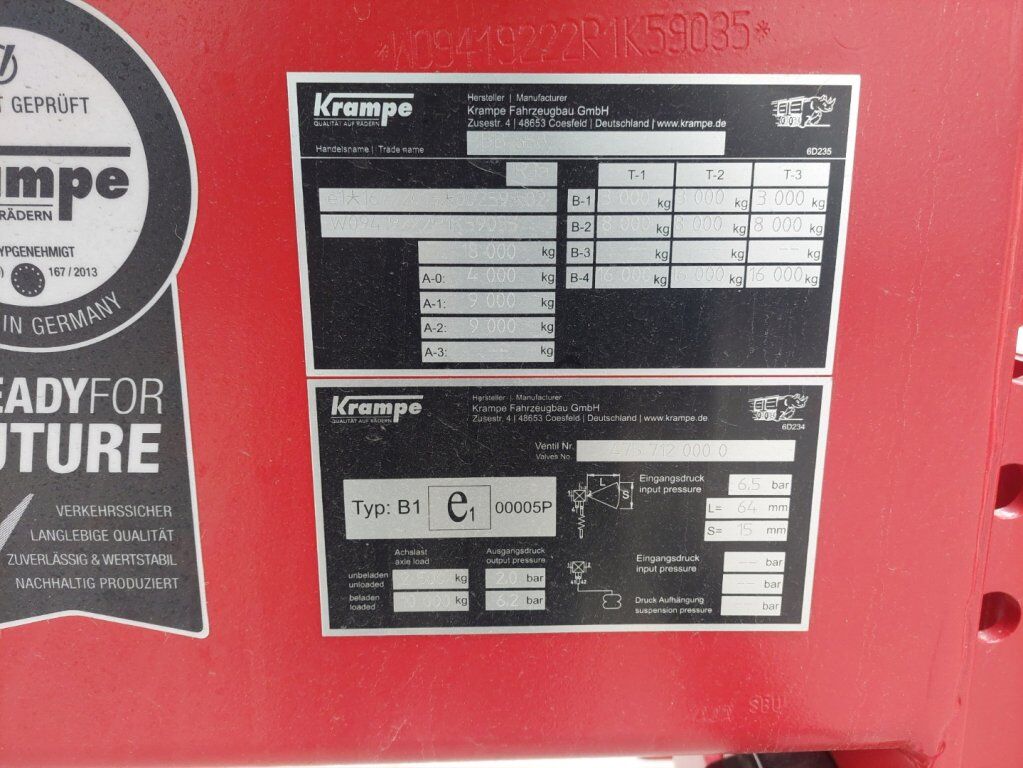 *W09419222R1K59035*
T GEPRÜFT
ampe
RÄDERN
YPGENEHMIGT
167 / 2013
IN GERMANY
EADYFOR
UTURE
VERKEHRSSICHER
LANGLEBIGE QUALITÄT
ZUVERLÄSSIG & WERTSTABIL
NACHHALTIG PRODUZIERT
Krampe
QUALITÄT AUF RÄDERN
Hersteller | Manufacturer
Krampe Fahrzeugbau GmbH
Zusestr. 4 | 48653 Coesfeld | Deutschland | www.krampe.de
Handelsname | Trade name
6D235
T-1 T-2 T-3
B-1 3 000 kg 3 000 kg 3 000 kg
B-2 8 000 kg 8 000 kg 8 000 kg
B-3 kg kg -- kg
B-4 16 000 kg 16 000 kg 16 000 kg
18 000 kg
A-0: 4 000 kg
A-1: 9 000 kg
A-2: 9 000 kg
A-3: kg
Krampe
QUALITÄT AUF RÄDERN
Hersteller | Manufacturer
Krampe Fahrzeugbau GmbH
Zusestr. 4 | 48653 Coesfeld | Deutschland | www.krampe.de
6D234
Ventil Nr.
Valves No.
475 712 000 0
Typ: B1 e1 00005P
L
S
Eingangsdruck
input pressure
6.5 bar
L= 64 mm
S= 15 mm
Achslast
axle load
Ausgangsdruck
output pressure
unbeladen
unloaded
kg 2.0 bar
beladen
loaded
kg 6.2 bar
Eingangsdruck
input pressure
-- bar
-- bar
Druck Aufhängung
suspension pressure
bar